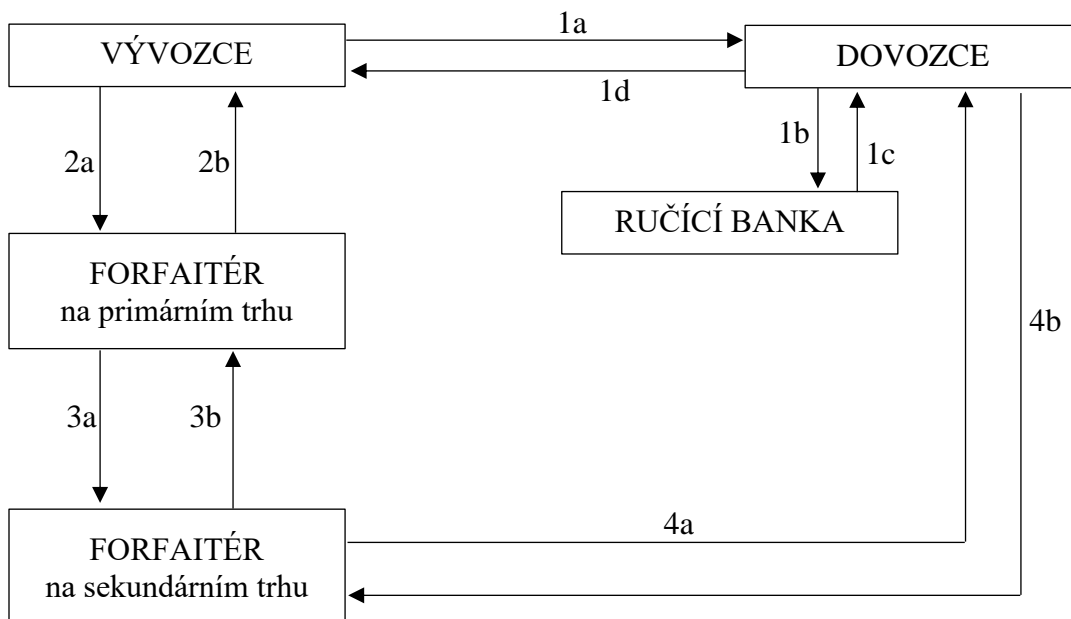 1a
VÝVOZCE
DOVOZCE
1d
1b
1c
2a
2b
RUČÍCÍ BANKA
FORFAITÉR
na primárním trhu
4b
3a
3b
4a
FORFAITÉR
na sekundárním trhu